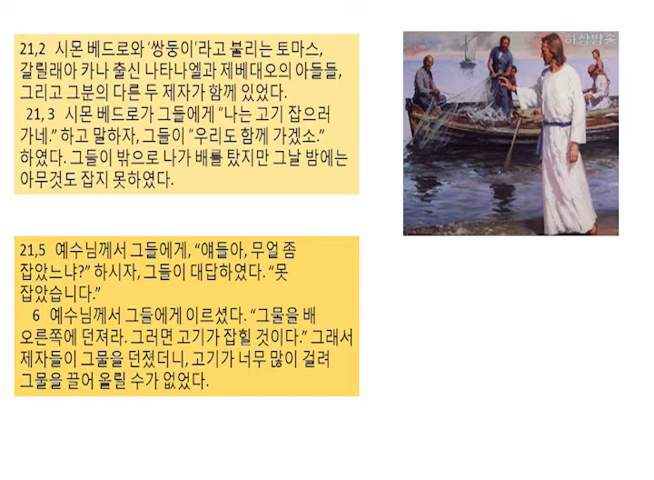 21,2 시몬 베드로와 ‘쌍둥이’라고 불리는 토마스,
갈릴래아 카나 출신 나타나엘과 제베대오의 아들들,
그리고 그분의 다른 두 제자가 함께 있었다.
21, 3 시몬 베드로가 그들에게 “나는 고기 잡으러
가네.” 하고 말하자, 그들이 “우리도 함께 가겠소.”
하였다. 그들이 밖으로 나가 배를 탔지만 그날 밤에는
아무것도 잡지 못하였다.
21,5 예수님께서 그들에게, “얘들아, 무얼 좀
잡았느냐?” 하시자, 그들이 대답하였다. “못
잡았습니다.”
6 예수님께서 그들에게 이르셨다. “그물을 배
오른쪽에 던져라. 그러면 고기가 잡힐 것이다.” 그래서
제자들이 그물을 던졌더니, 고기가 너무 많이 걸려
그물을 끌어 올릴 수가 없었다.